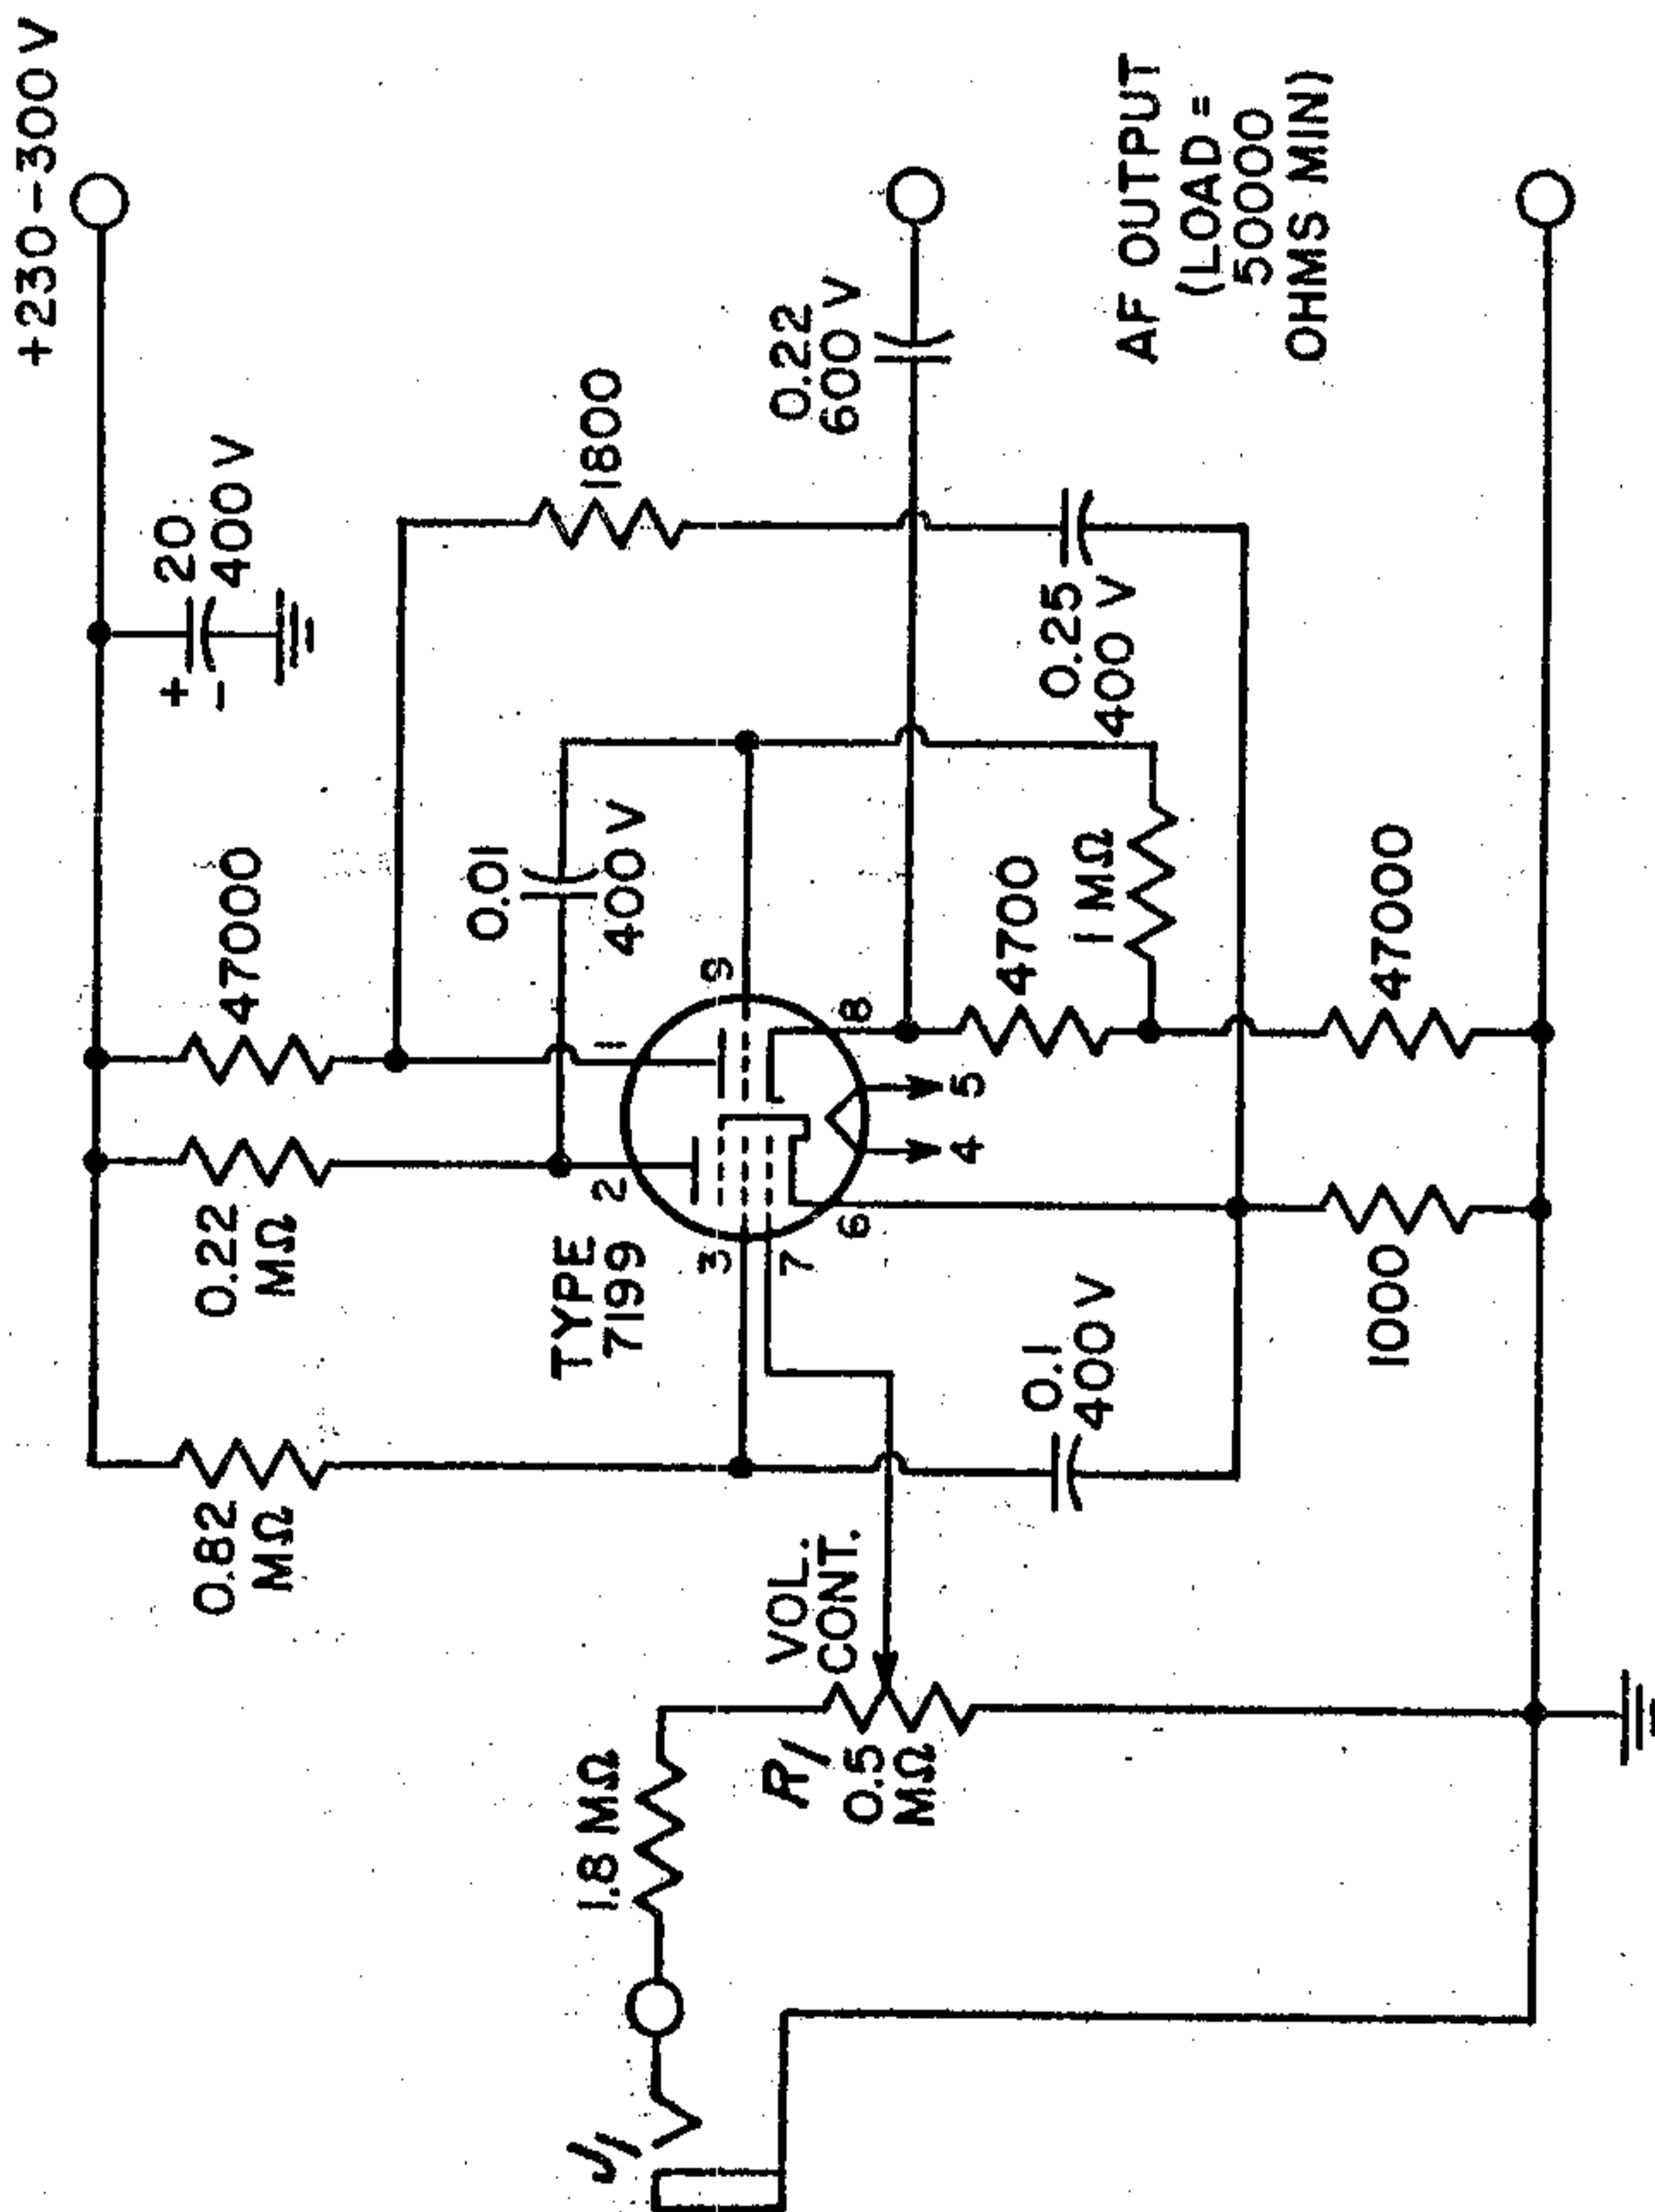 +230-300 V
20
400 V
+
-
47000
0.22
MΩ
0.82
MΩ
1800
0.01
400 V
0.22
600 V
TYPE
7199
2
1
9
3
7
6
8
4
5
4700
1 MΩ
0.25
400 V
AF OUTPUT
(LOAD =
50000
OHMS MIN)
J1
1.8 MΩ
R1
0.5
MΩ
VOL.
CONT.
0.1
400 V
1000
47000